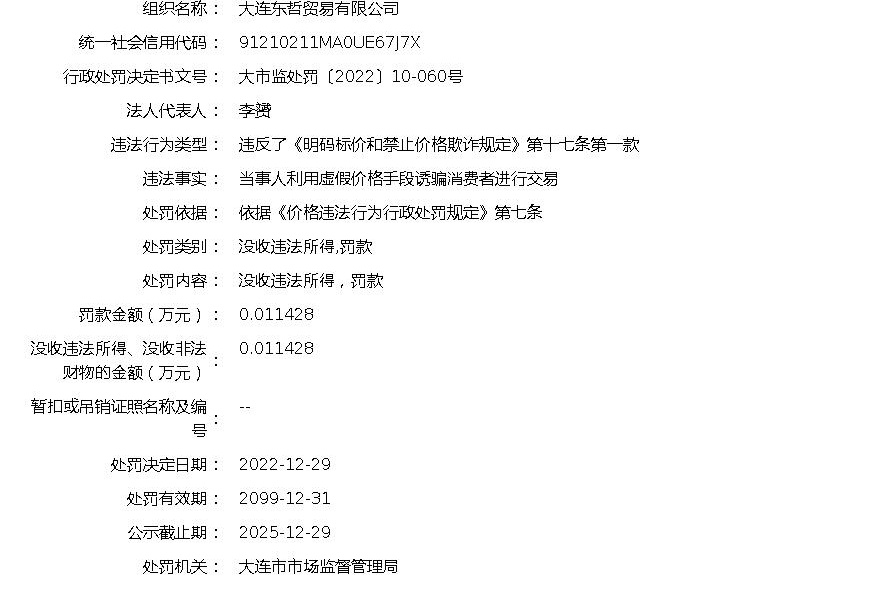 组织名称： 大连东哲贸易有限公司
统一社会信用代码： 91210211MA0UE67J7X
行政处罚决定书文号： 大市监处罚〔2022〕10-060号
法人代表人： 李赟
违法行为类型： 违反了《明码标价和禁止价格欺诈规定》第十七条第一款
违法事实： 当事人利用虚假价格手段诱骗消费者进行交易
处罚依据： 依据《价格违法行为行政处罚规定》第七条
处罚类别： 没收违法所得,罚款
处罚内容： 没收违法所得，罚款
罚款金额（万元）： 0.011428
没收违法所得、没收非法
财物的金额（万元）： 0.011428
暂扣或吊销证照名称及编
号： --
处罚决定日期： 2022-12-29
处罚有效期： 2099-12-31
公示截止期： 2025-12-29
处罚机关： 大连市市场监督管理局